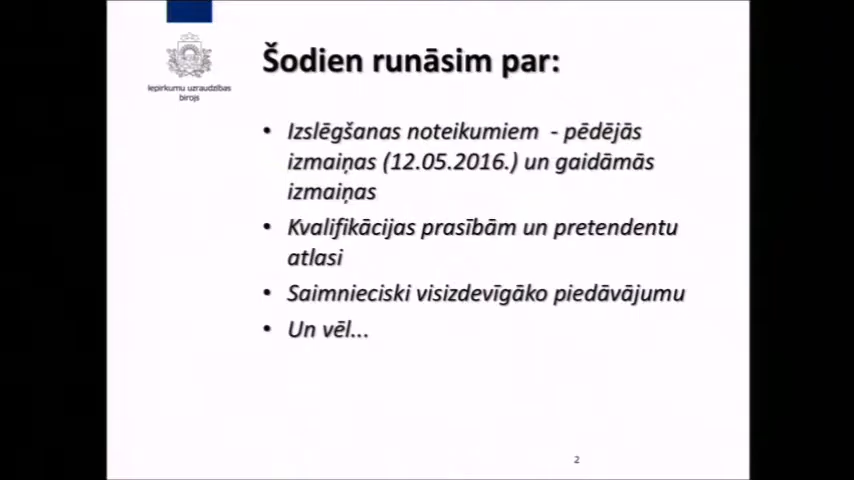 Iepirkumu uzraudzības
birojs
Šodien runāsim par:
• Izslēgšanas noteikumiem - pēdējās
izmaiņas (12.05.2016.) un gaidāmās
izmaiņas
• Kvalifikācijas prasībām un pretendentu
atlasi
• Saimnieciski visizdevīgāko piedāvājumu
• Un vēl...
2